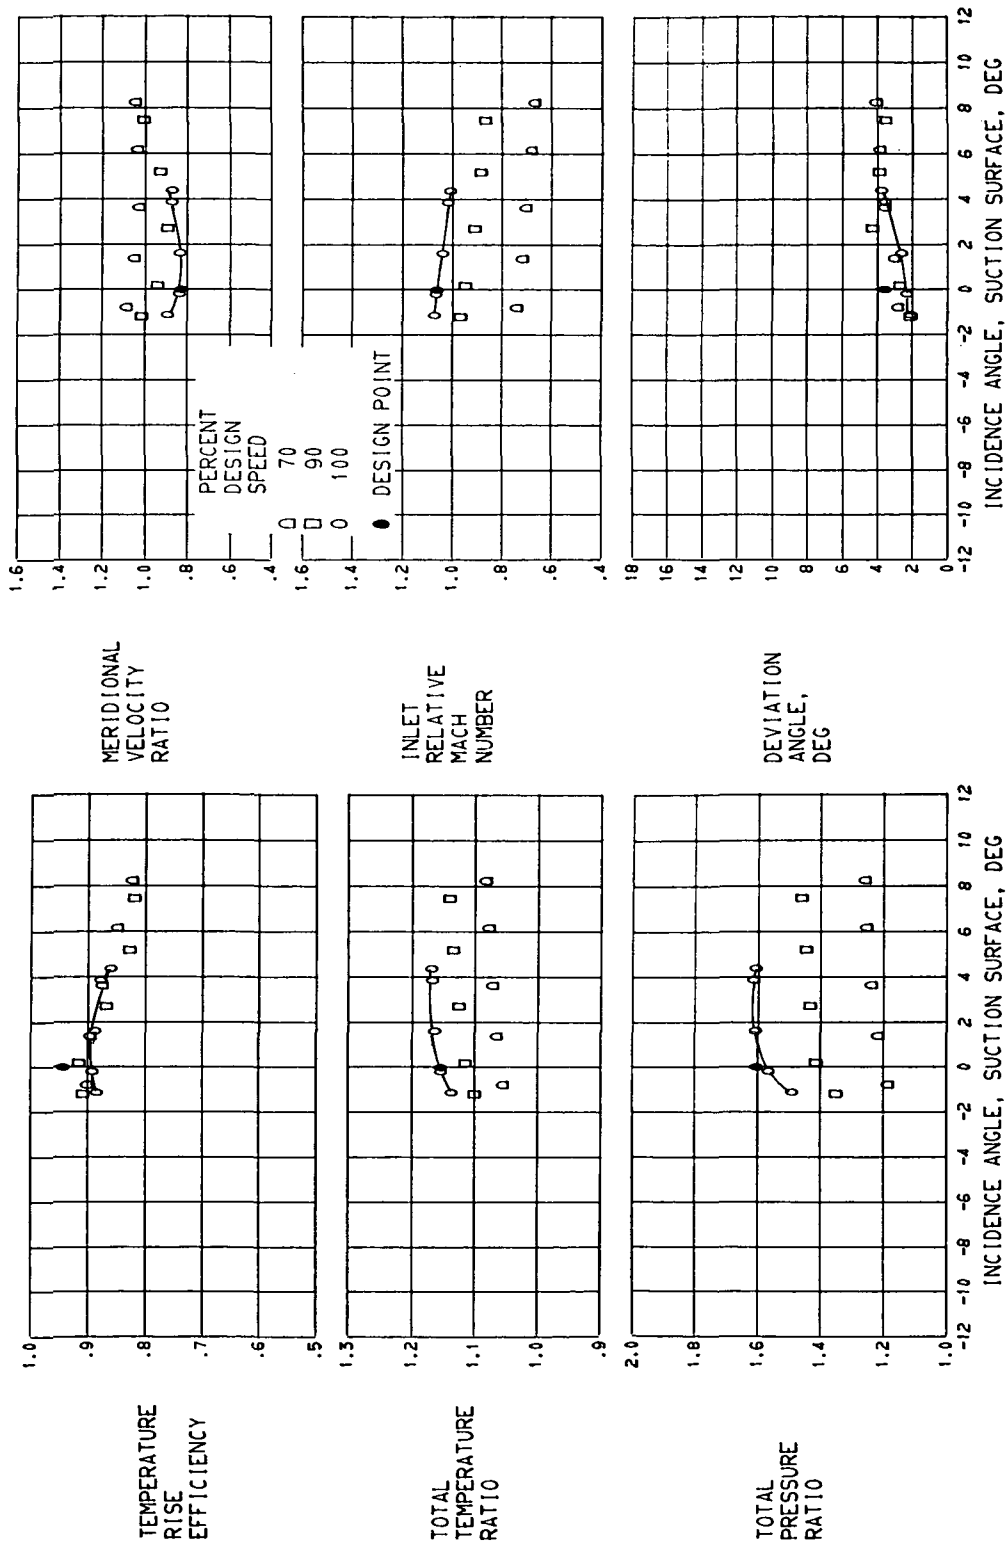 TEMPERATURE
RISE
EFFICIENCY
1.0
.9
.8
.7
.6
.5
TOTAL
TEMPERATURE
RATIO
1.3
1.2
1.1
1.0
.9
TOTAL
PRESSURE
RATIO
2.0
1.8
1.6
1.4
1.2
1.0
-12 -10 -8 -6 -4 -2 0 2 4 6 8 10 12
INCIDENCE ANGLE, SUCTION SURFACE, DEG
MERIDIONAL
VELOCITY
RATIO
1.6
1.4
1.2
1.0
.8
.6
.4
PERCENT
DESIGN
SPEED
70
90
100
DESIGN POINT
INLET
RELATIVE
MACH
NUMBER
1.6
1.4
1.2
1.0
.8
.6
.4
DEVIATION
ANGLE,
DEG
18
16
14
12
10
8
6
4
2
0
-12 -10 -8 -6 -4 -2 0 2 4 6 8 10 12
INCIDENCE ANGLE, SUCTION SURFACE, DEG